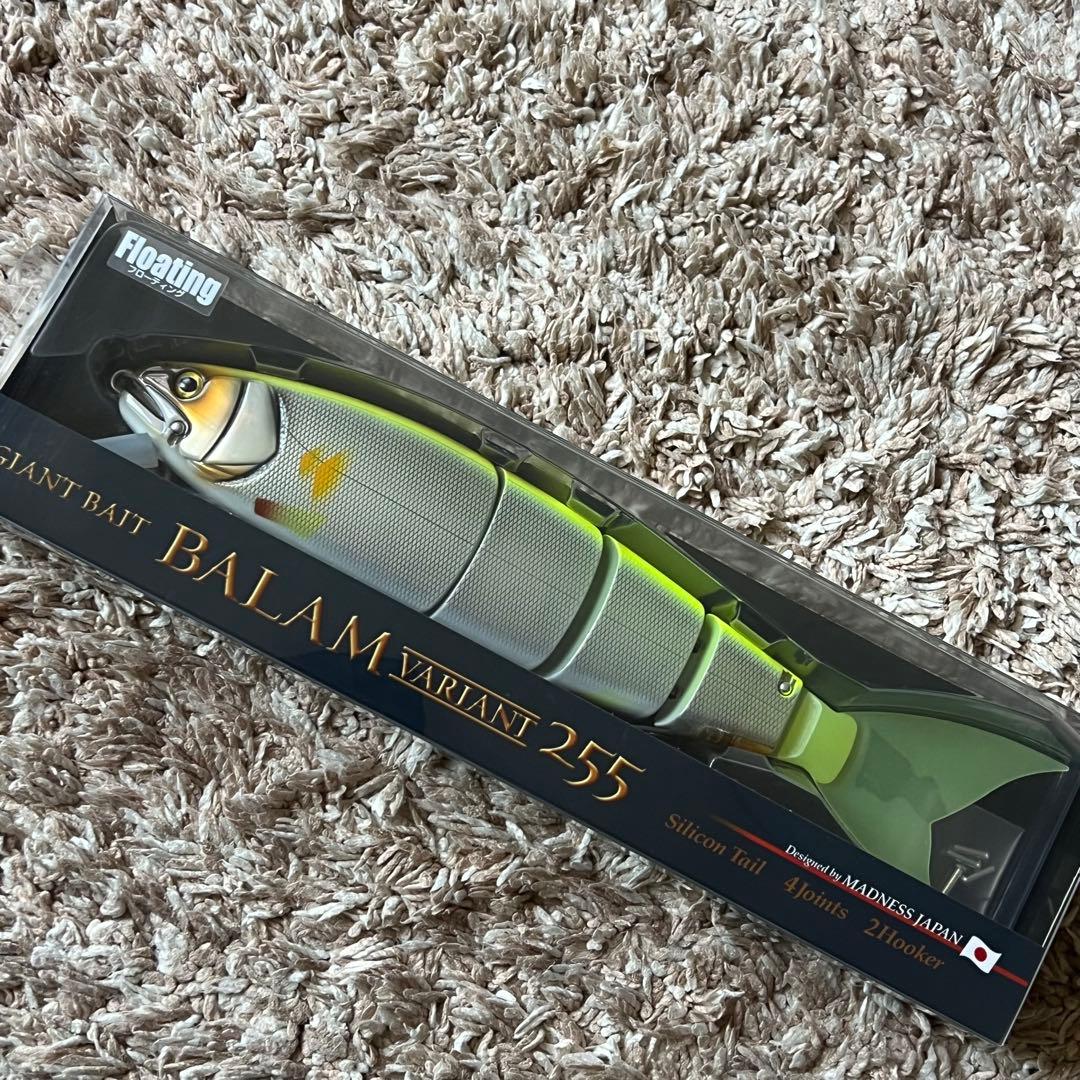 Floating
フローティング
GIANT BAIT
BALAM VARIANT 255
Silicon Tail 4Joints 2Hooker
Designed by MADNESS JAPAN